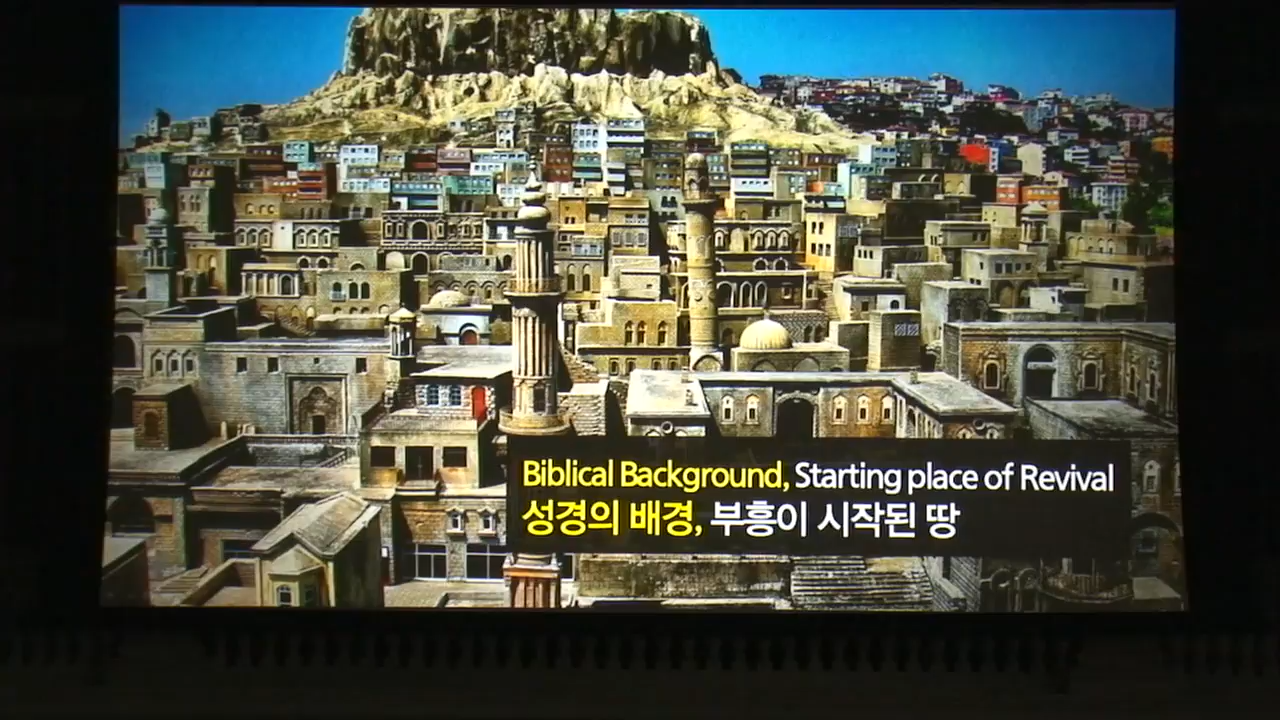 Biblical Background, Starting place of Revival
성경의 배경, 부흥이 시작된 땅